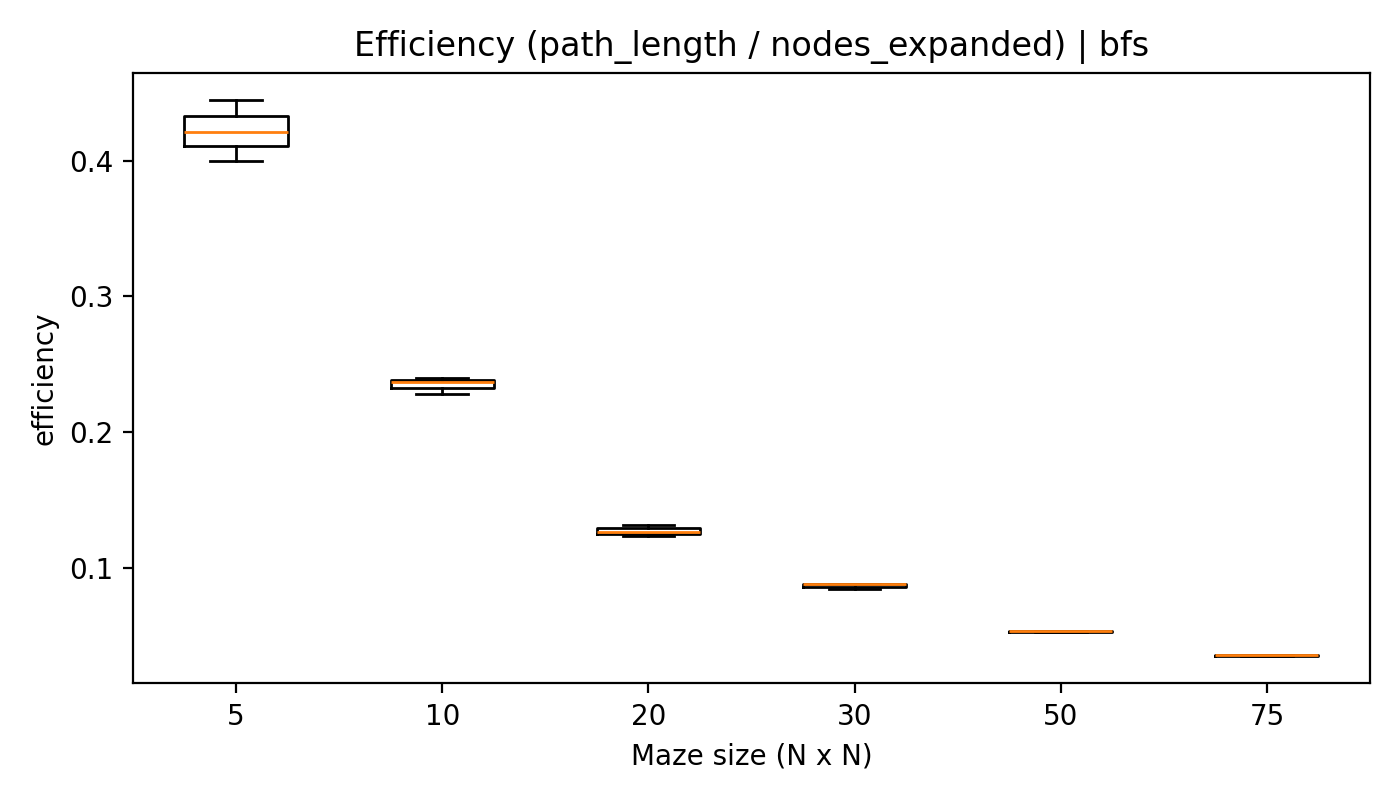 Efficiency (path_length / nodes_expanded) | bfs
efficiency
0.4
0.3
0.2
0.1
5 10 20 30 50 75
Maze size (N x N)